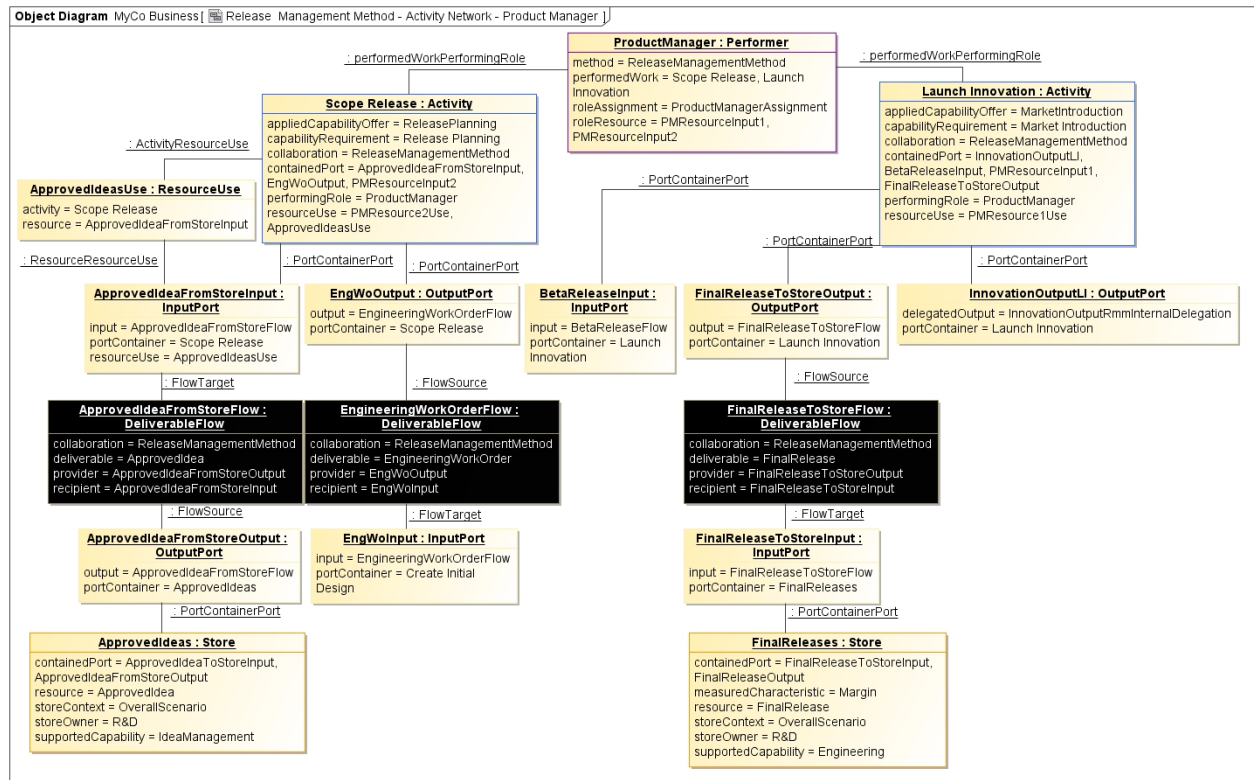 Object Diagram MyCo Business [ Release Management Method - Activity Network - Product Manager ]
ProductManager : Performer
method = ReleaseManagementMethod
performedWork = Scope Release, Launch
Innovation
roleAssignment = ProductManagerAssignment
roleResource = PMResourceInput1,
PMResourceInput2
: performedWorkPerformingRole
: performedWorkPerformingRole
Scope Release : Activity
appliedCapabilityOffer = ReleasePlanning
capabilityRequirement = Release Planning
collaboration = ReleaseManagementMethod
containedPort = ApprovedIdeaFromStoreInput,
EngWoOutput, PMResourceInput2
performingRole = ProductManager
resourceUse = PMResource2Use,
ApprovedIdeasUse
Launch Innovation : Activity
appliedCapabilityOffer = MarketIntroduction
capabilityRequirement = Market Introduction
collaboration = ReleaseManagementMethod
containedPort = InnovationOutputLI,
BetaReleaseInput, PMResourceInput1,
FinalReleaseToStoreOutput
performingRole = ProductManager
resourceUse = PMResource1Use
: ActivityResourceUse
ApprovedIdeasUse : ResourceUse
activity = Scope Release
resource = ApprovedIdeaFromStoreInput
: PortContainerPort
: PortContainerPort
: ResourceResourceUse
: PortContainerPort
: PortContainerPort
: PortContainerPort
ApprovedIdeaFromStoreInput :
InputPort
input = ApprovedIdeaFromStoreFlow
portContainer = Scope Release
resourceUse = ApprovedIdeasUse
EngWoOutput : OutputPort
output = EngineeringWorkOrderFlow
portContainer = Scope Release
BetaReleaseInput :
InputPort
input = BetaReleaseFlow
portContainer = Launch
Innovation
FinalReleaseToStoreOutput :
OutputPort
output = FinalReleaseToStoreFlow
portContainer = Launch Innovation
InnovationOutputLI : OutputPort
delegatedOutput = InnovationOutputRmmInternalDelegation
portContainer = Launch Innovation
: FlowTarget
: FlowSource
: FlowSource
ApprovedIdeaFromStoreFlow :
DeliverableFlow
collaboration = ReleaseManagementMethod
deliverable = ApprovedIdea
provider = ApprovedIdeaFromStoreOutput
recipient = ApprovedIdeaFromStoreInput
EngineeringWorkOrderFlow :
DeliverableFlow
collaboration = ReleaseManagementMethod
deliverable = EngineeringWorkOrder
provider = EngWoOutput
recipient = EngWoInput
FinalReleaseToStoreFlow :
DeliverableFlow
collaboration = ReleaseManagementMethod
deliverable = FinalRelease
provider = FinalReleaseToStoreOutput
recipient = FinalReleaseToStoreInput
: FlowSource
: FlowTarget
: FlowTarget
ApprovedIdeaFromStoreOutput :
OutputPort
output = ApprovedIdeaFromStoreFlow
portContainer = ApprovedIdeas
EngWoInput : InputPort
input = EngineeringWorkOrderFlow
portContainer = Create Initial
Design
FinalReleaseToStoreInput :
InputPort
input = FinalReleaseToStoreFlow
portContainer = FinalReleases
: PortContainerPort
: PortContainerPort
ApprovedIdeas : Store
containedPort = ApprovedIdeaToStoreInput,
ApprovedIdeaFromStoreOutput
resource = ApprovedIdea
storeContext = OverallScenario
storeOwner = R&D
supportedCapability = IdeaManagement
FinalReleases : Store
containedPort = FinalReleaseToStoreInput,
FinalReleaseOutput
measuredCharacteristic = Margin
resource = FinalRelease
storeContext = OverallScenario
storeOwner = R&D
supportedCapability = Engineering